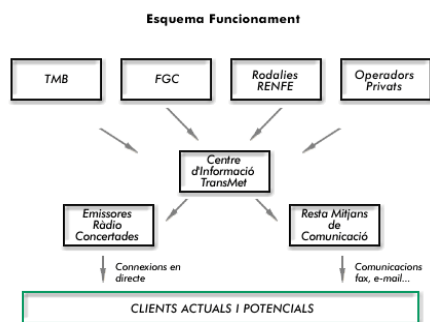 Esquema Funcionament
TMB
FGC
Rodalies
RENFE
Operadors
Privats
Centre
d'Informació
TransMet
Emissores
Ràdio
Concertades
Resta Mitjans
de
Comunicació
Connexions en
directe
Comunicacions
fax, e-mail...
CLIENTS ACTUALS I POTENCIALS